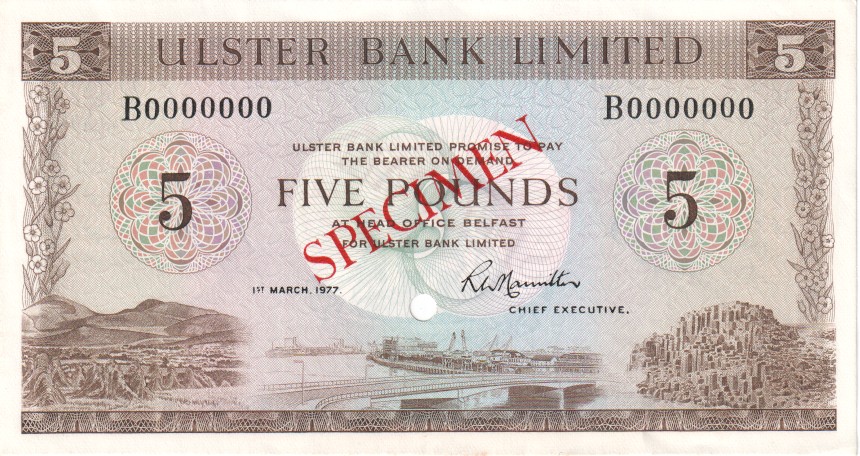 5 ULSTER BANK LIMITED 5
B0000000 B0000000
ULSTER BANK LIMITED PROMISE TO PAY
THE BEARER ON DEMAND
5 FIVE POUNDS 5
AT HEAD OFFICE BELFAST
FOR ULSTER BANK LIMITED
SPECIMEN
1ST MARCH, 1977.
CHIEF EXECUTIVE.